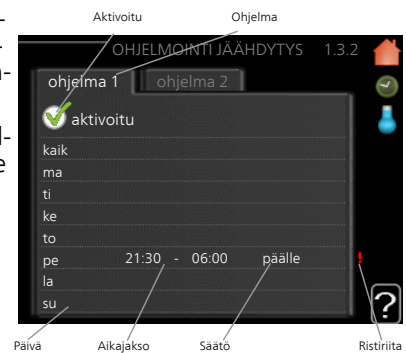 Aktivoitu Ohjelma
OHJELMOINTI JÄÄHDYTYS 1.3.2
ohjelma 1 ohjelma 2
aktivoitu
kaik
ma
ti
ke
to
pe 21:30 - 06:00 päälle !
la
su
?
Päivä Aikajakso Säätö Ristiriita